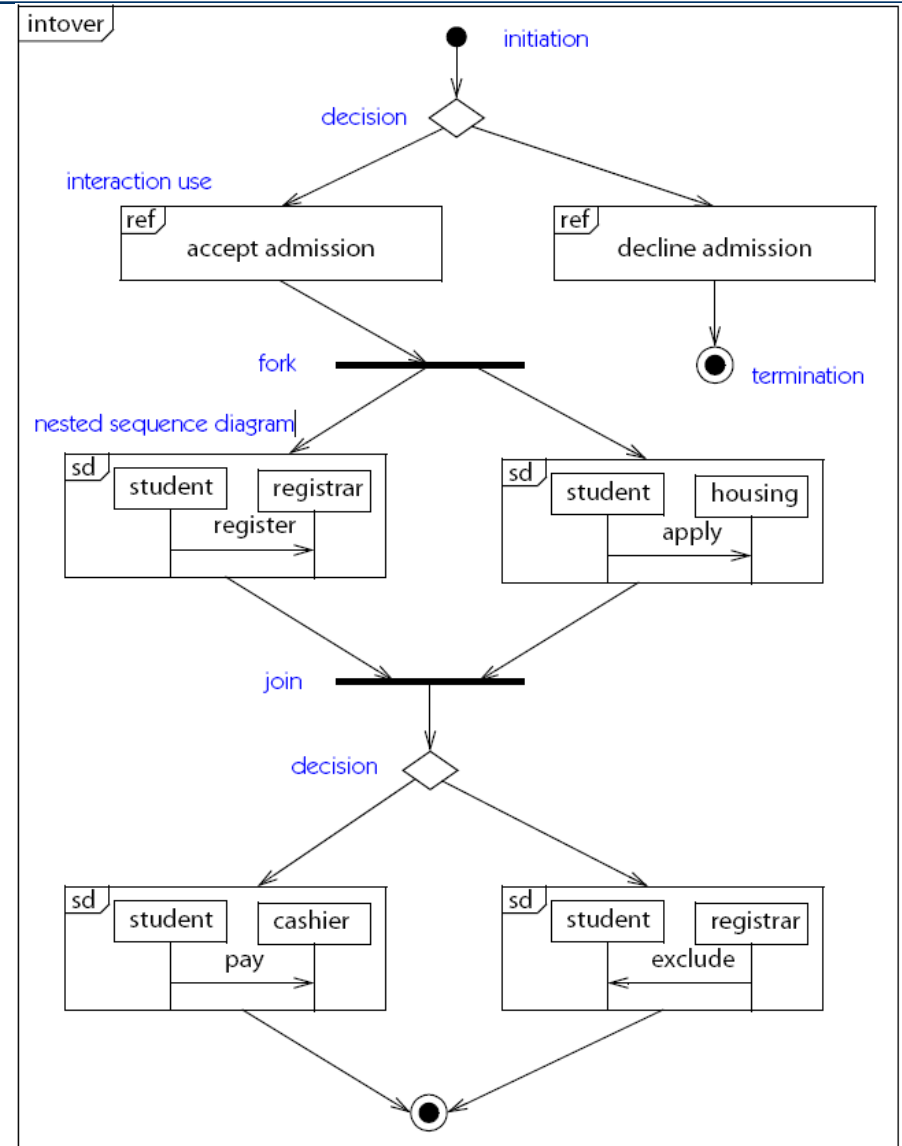 intover
initiation
decision
interaction use
ref
accept admission
ref
decline admission
fork
termination
nested sequence diagram
sd
student
registrar
register
sd
student
housing
apply
join
decision
sd
student
cashier
pay
sd
student
registrar
exclude